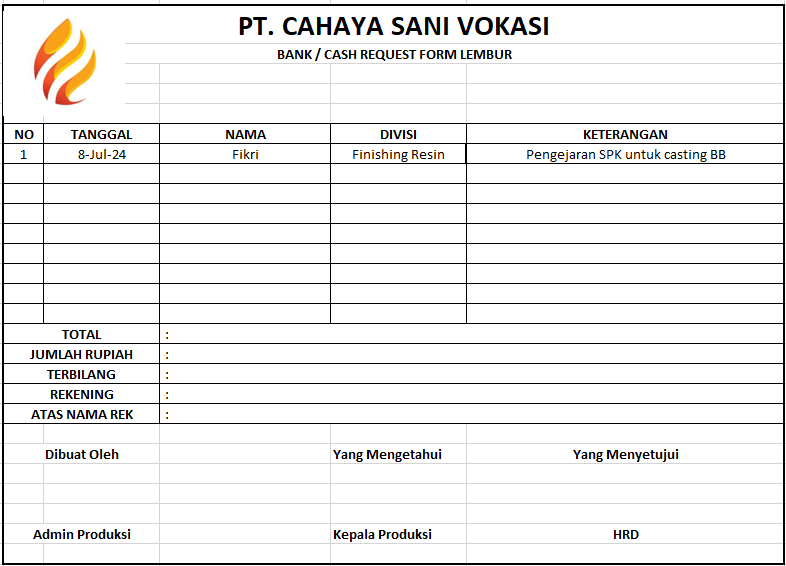 PT. CAHAYA SANI VOKASI
BANK / CASH REQUEST FORM LEMBUR
NO TANGGAL NAMA DIVISI KETERANGAN
1 8-Jul-24 Fikri Finishing Resin Pengejaran SPK untuk casting BB
TOTAL :
JUMLAH RUPIAH :
TERBILANG :
REKENING :
ATAS NAMA REK :
Dibuat Oleh Yang Mengetahui Yang Menyetujui
Admin Produksi Kepala Produksi HRD